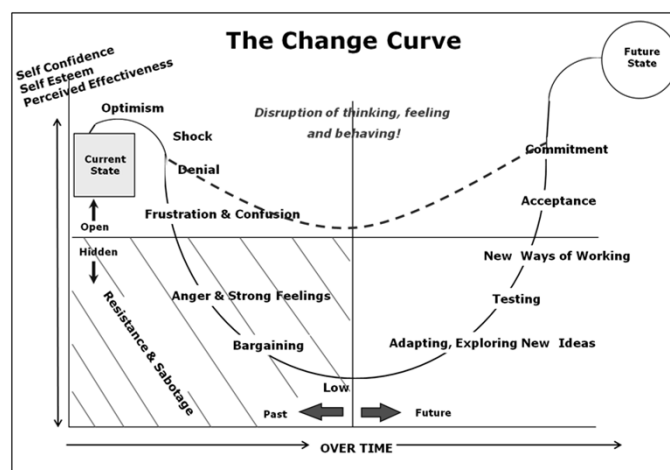 The Change Curve
Self Confidence
Self Esteem
Perceived Effectiveness
Future
State
Optimism
Disruption of thinking, feeling
and behaving!
Shock
Current
State
Denial
Commitment
Frustration & Confusion
Acceptance
Open
Hidden
New Ways of Working
Anger & Strong Feelings
Testing
Resistance & Sabotage
Bargaining
Adapting, Exploring New Ideas
Low
Past
Future
OVER TIME